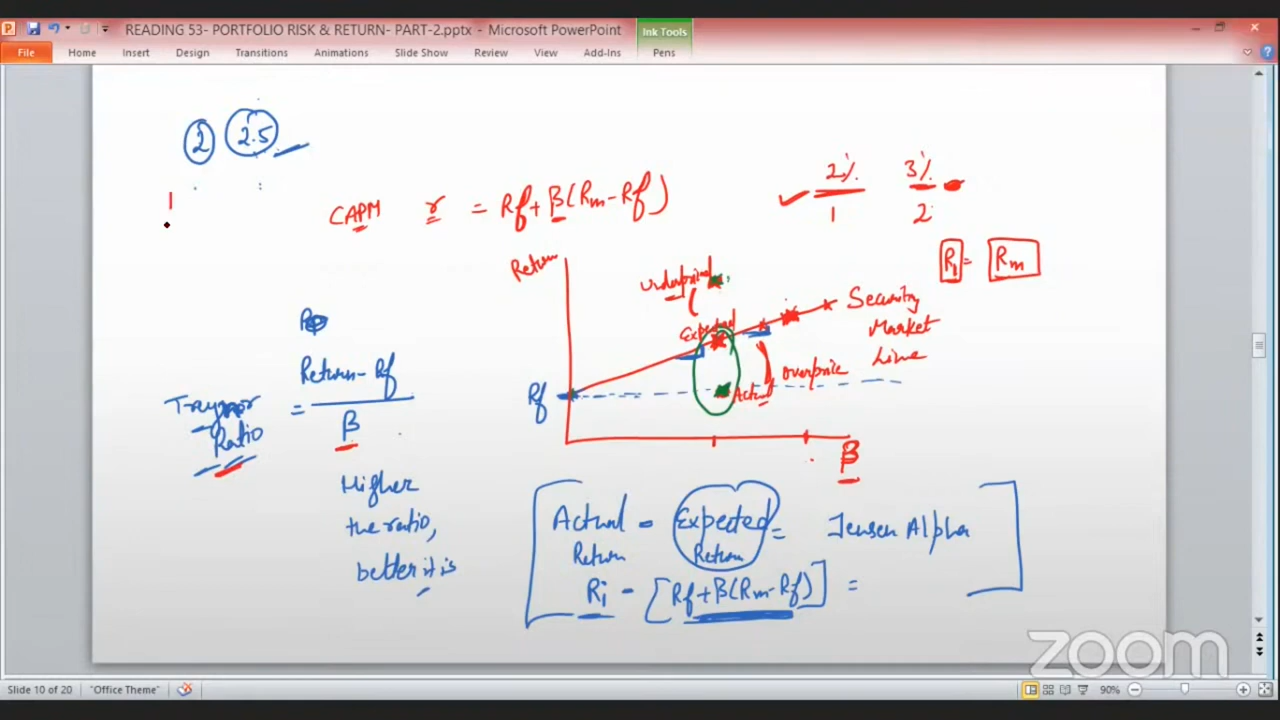 READING 53- PORTFOLIO RISK & RETURN- PART-2.pptx - Microsoft PowerPoint
Ink Tools
File Home Insert Design Transitions Animations Slide Show Review View Add-Ins Pens
2 2.5
1
CAPM r = Rf+ β(Rm-Rf)
2% 3%
1 2
Ri = Rm
Return
Underpriced
Expected
Security
Market
Line
Overprice
Actual
Rf
β
Return - Rf
Treynor =
Ratio
β
Higher
the ratio,
better it is
Actual - Expected = Jensen Alpha
Return Return
Ri - [Rf+β(Rm-Rf)] =
zoom
Slide 10 of 20 "Office Theme" 90%